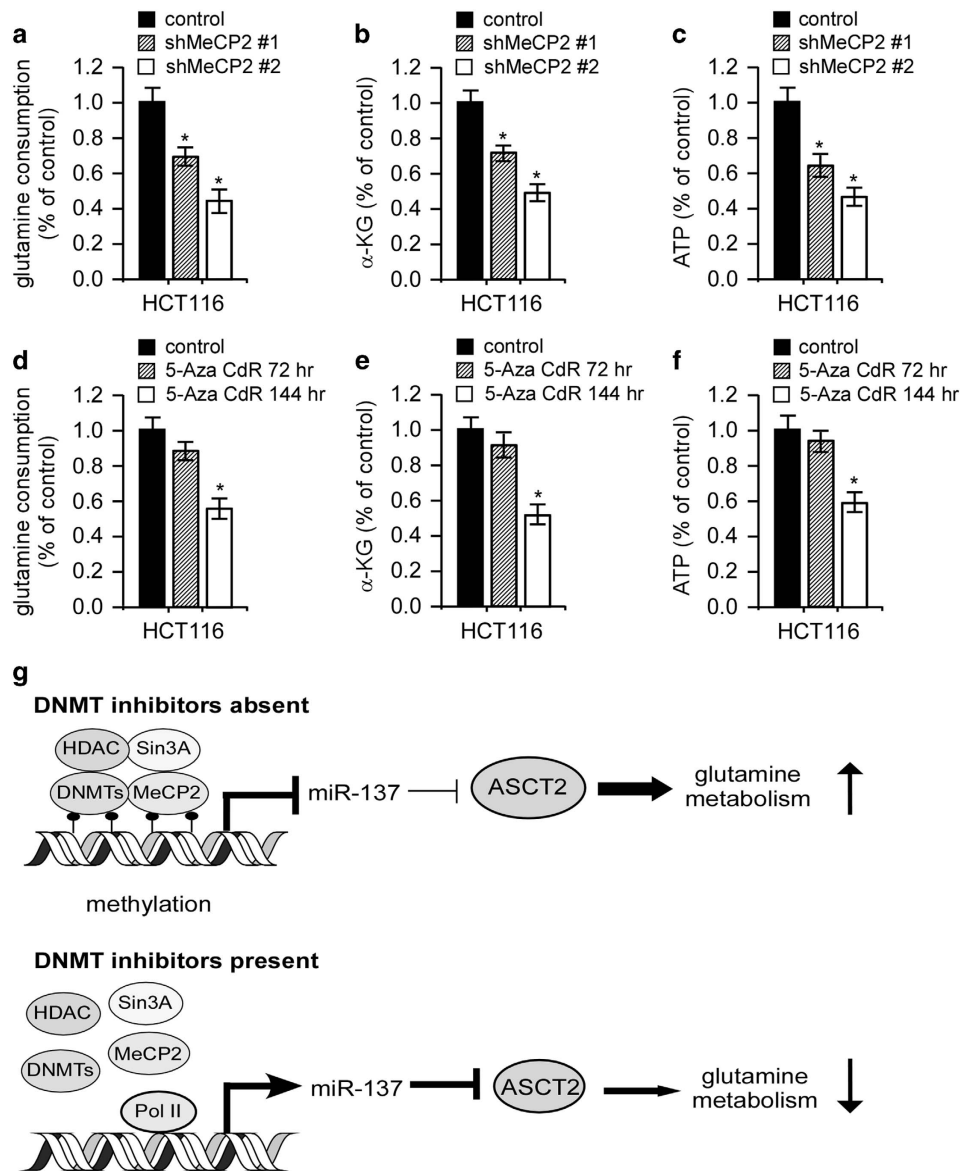 a
control
shMeCP2 #1
shMeCP2 #2
glutamine consumption
(% of control)
1.2
1.0
0.8
0.6
0.4
0.2
0.0
*
*
HCT116
b
control
shMeCP2 #1
shMeCP2 #2
α-KG (% of control)
1.2
1.0
0.8
0.6
0.4
0.2
0.0
*
*
HCT116
c
control
shMeCP2 #1
shMeCP2 #2
ATP (% of control)
1.2
1.0
0.8
0.6
0.4
0.2
0.0
*
*
HCT116
d
control
5-Aza CdR 72 hr
5-Aza CdR 144 hr
glutamine consumption
(% of control)
1.2
1.0
0.8
0.6
0.4
0.2
0.0
*
HCT116
e
control
5-Aza CdR 72 hr
5-Aza CdR 144 hr
α-KG (% of control)
1.2
1.0
0.8
0.6
0.4
0.2
0.0
*
HCT116
f
control
5-Aza CdR 72 hr
5-Aza CdR 144 hr
ATP (% of control)
1.2
1.0
0.8
0.6
0.4
0.2
0.0
*
HCT116
g
DNMT inhibitors absent
HDAC
Sin3A
DNMTs
MeCP2
miR-137
ASCT2
glutamine
metabolism
methylation
DNMT inhibitors present
HDAC
Sin3A
DNMTs
MeCP2
Pol II
miR-137
ASCT2
glutamine
metabolism